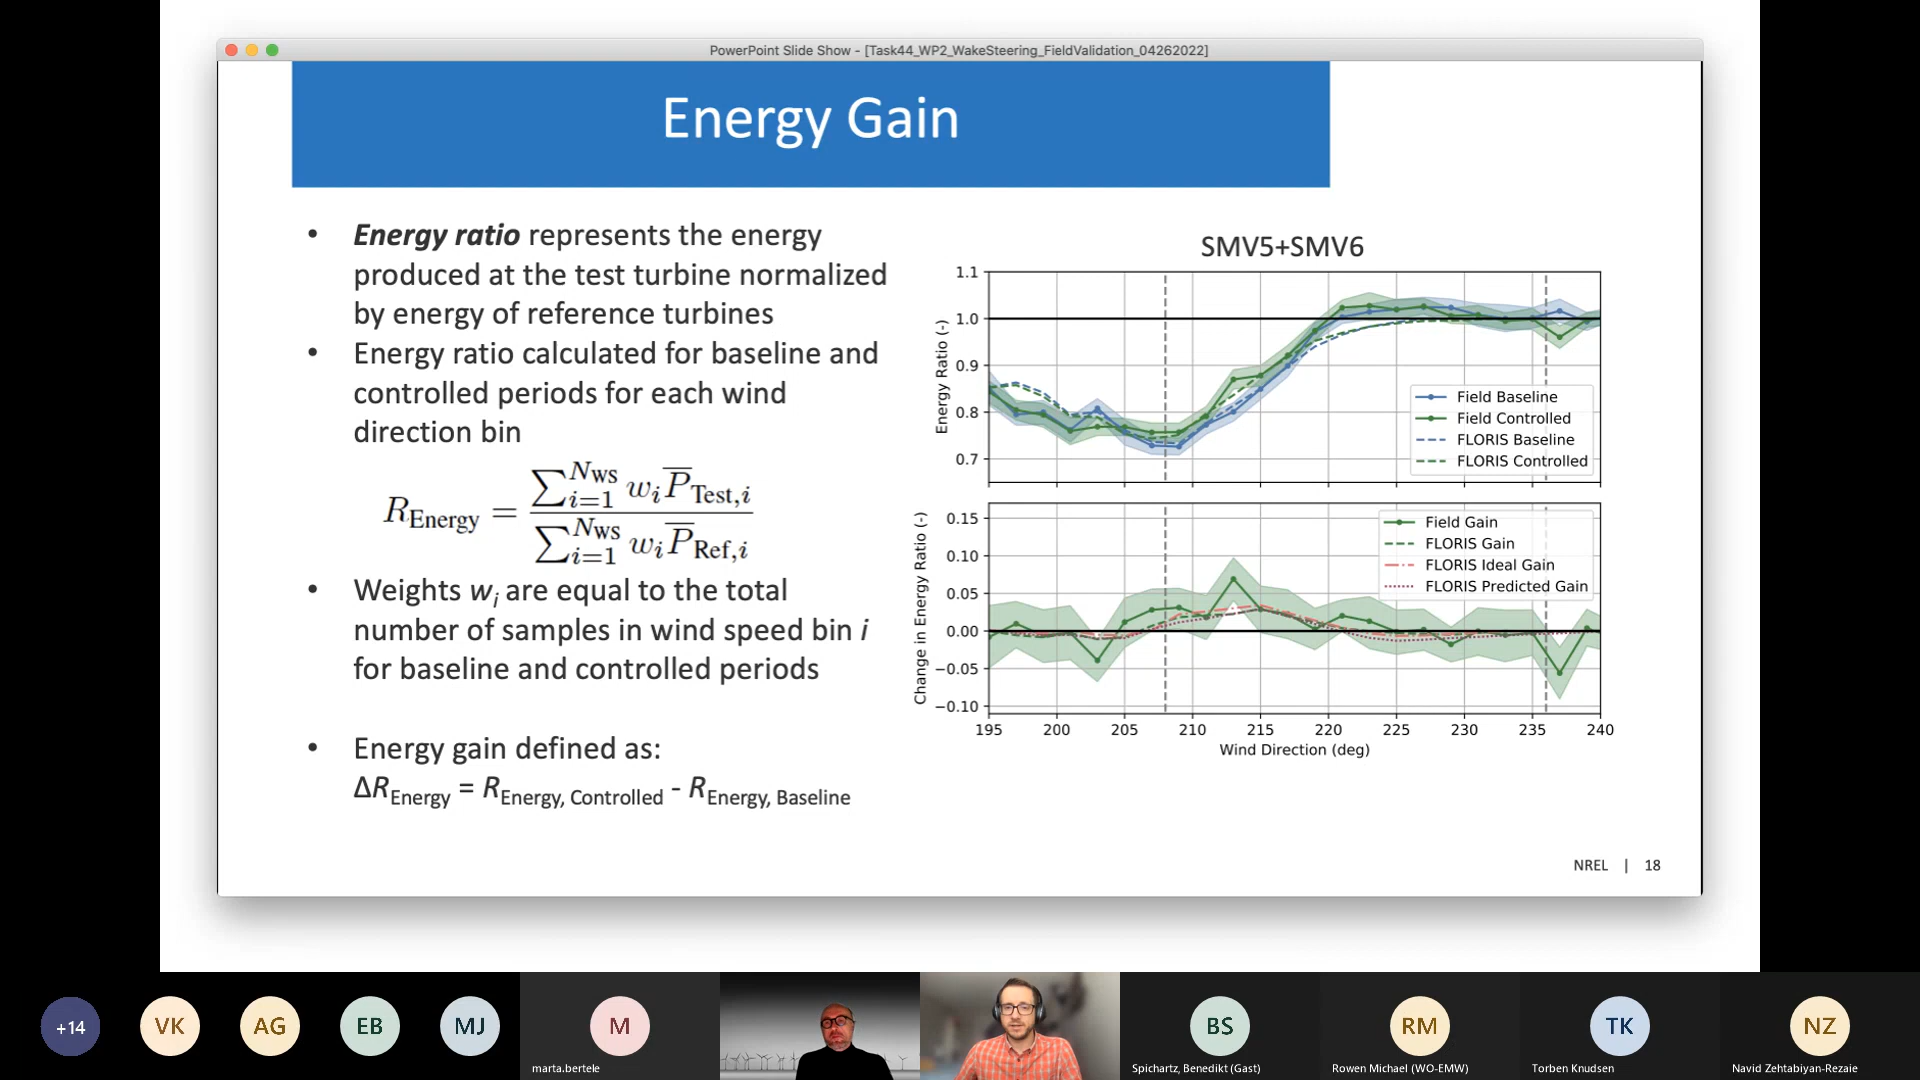 PowerPoint Slide Show - [Task44_WP2_WakeSteering_FieldValidation_04262022]
Energy Gain
• Energy ratio represents the energy
produced at the test turbine normalized
by energy of reference turbines
• Energy ratio calculated for baseline and
controlled periods for each wind
direction bin
R_Energy = ∑_{i=1}^{N_WS} w_i P̅_{Test,i} / ∑_{i=1}^{N_WS} w_i P̅_{Ref,i}
• Weights w_i are equal to the total
number of samples in wind speed bin i
for baseline and controlled periods
• Energy gain defined as:
ΔR_Energy = R_Energy, Controlled - R_Energy, Baseline
SMV5+SMV6
Energy Ratio (-)
1.1
1.0
0.9
0.8
0.7
Field Baseline
Field Controlled
FLORIS Baseline
FLORIS Controlled
Change in Energy Ratio (-)
0.15
0.10
0.05
0.00
−0.05
−0.10
Field Gain
FLORIS Gain
FLORIS Ideal Gain
FLORIS Predicted Gain
195 200 205 210 215 220 225 230 235 240
Wind Direction (deg)
NREL | 18
+14
VK
AG
EB
MJ
M
marta.bertele
BS
Spichartz, Benedikt (Gast)
RM
Rowen Michael (WO-EMW)
TK
Torben Knudsen
NZ
Navid Zehtabiyan-Rezaie